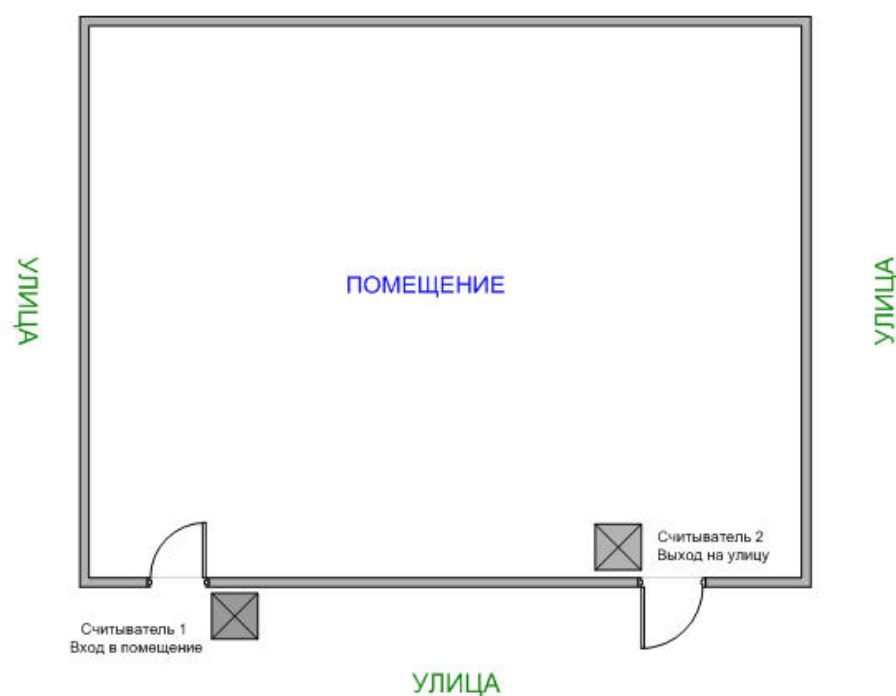 УЛИЦА
ПОМЕЩЕНИЕ
УЛИЦА
Считыватель 2
Выход на улицу
Считыватель 1
Вход в помещение
УЛИЦА